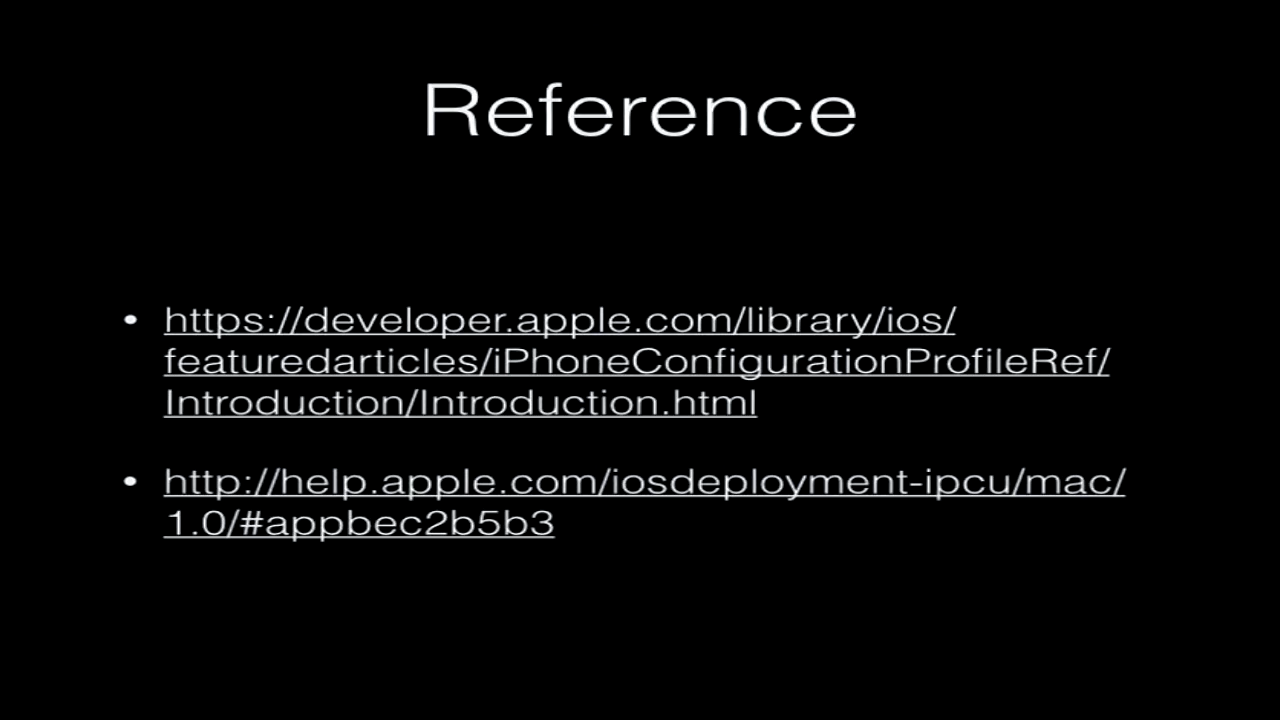 Reference
• https://developer.apple.com/library/ios/
featuredarticles/iPhoneConfigurationProfileRef/
Introduction/Introduction.html
• http://help.apple.com/iosdeployment-ipcu/mac/
1.0/#appbec2b5b3